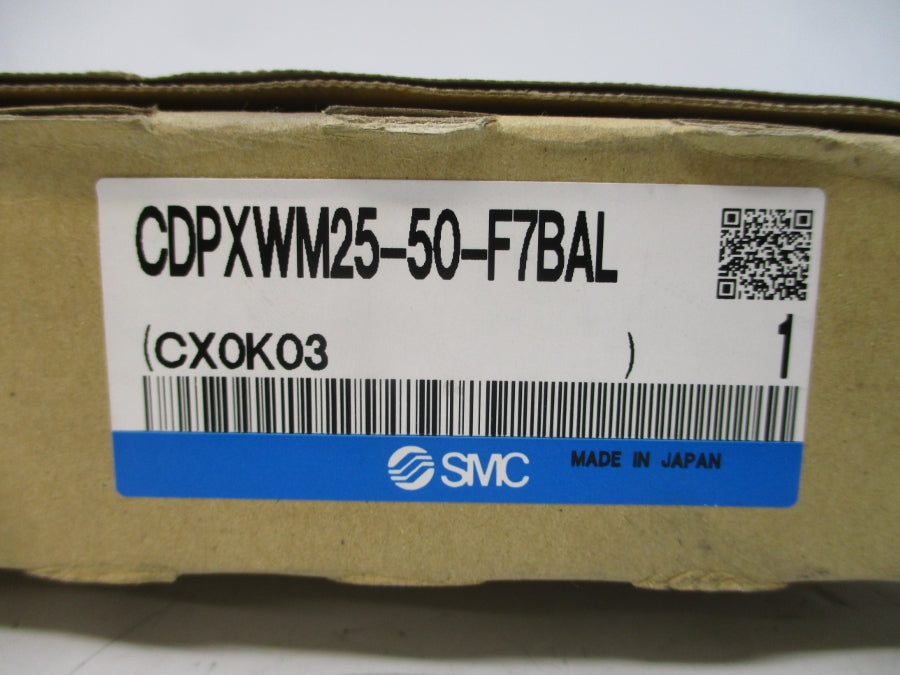 CDPXWM25-50-F7BAL
(CX0K03 )
1
SMC
MADE IN JAPAN